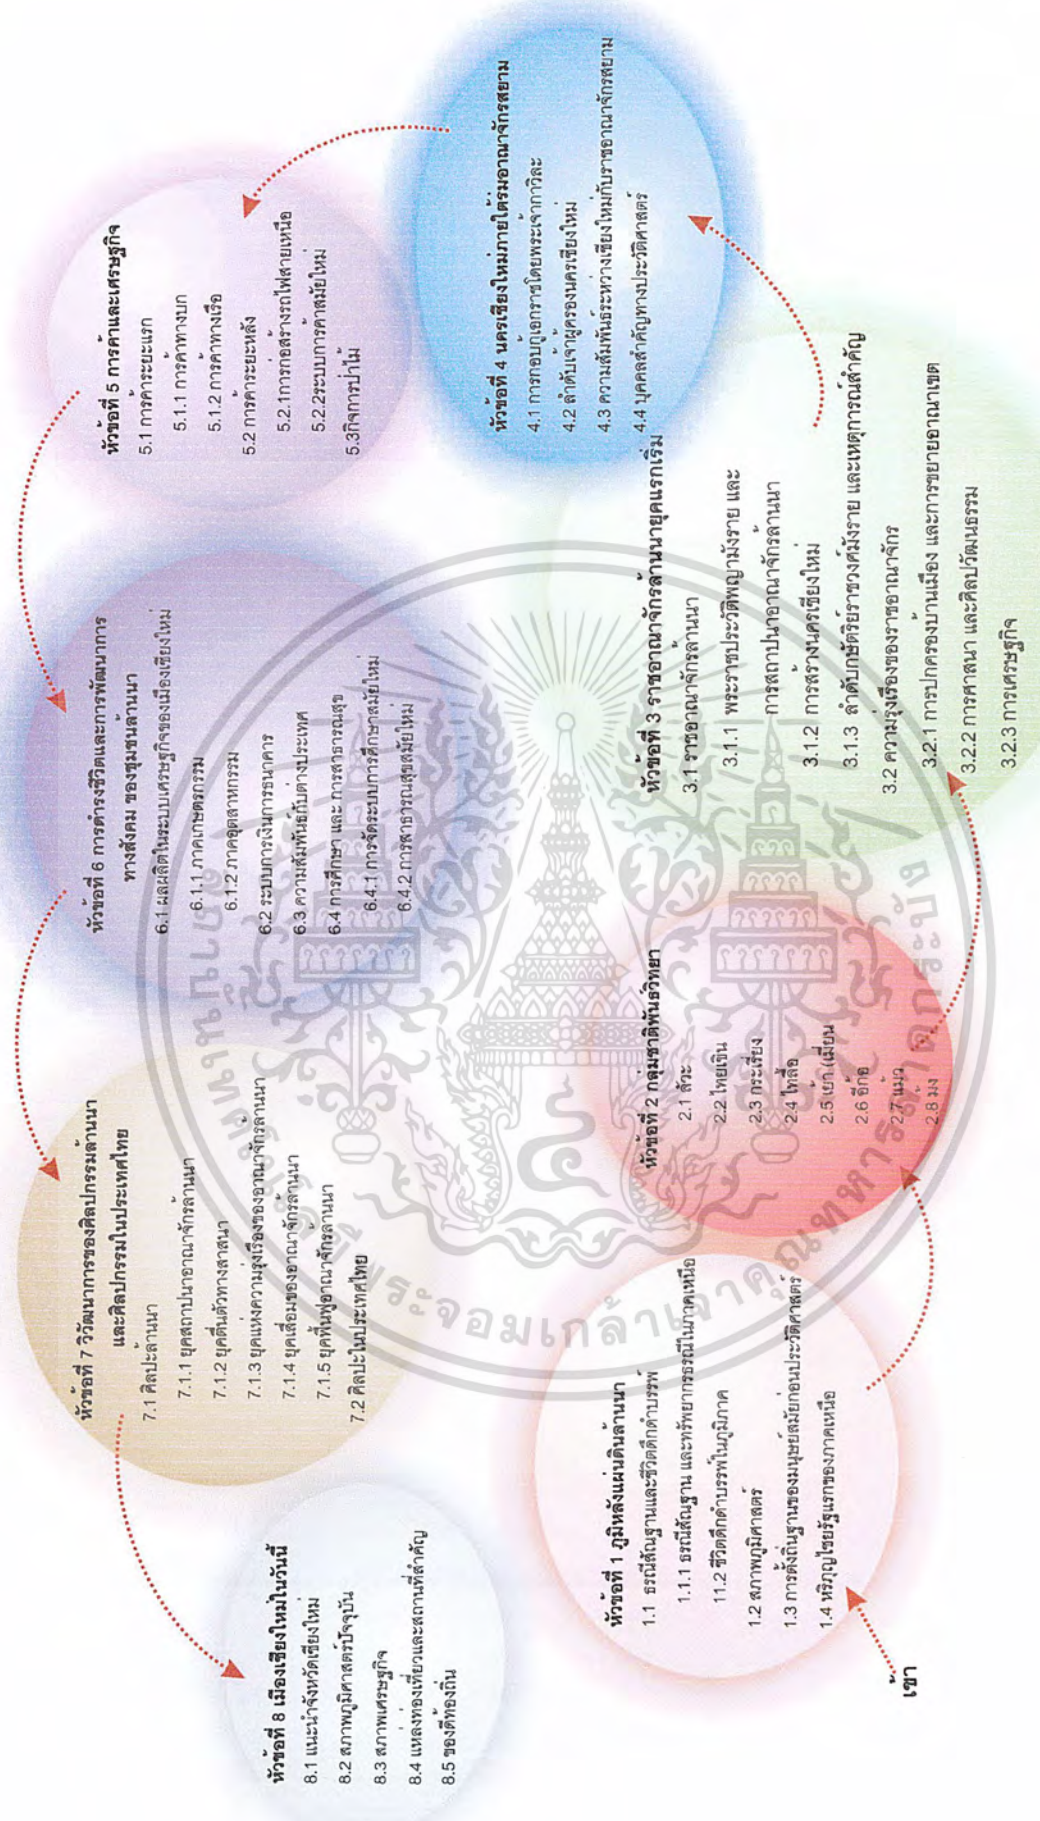 เข้า
หัวข้อที่ 1 ภูมิหลังแผ่นดินล้านนา
1.1 ธรณีสัณฐานและชีวิตดึกดำบรรพ์
1.1.1 ธรณีสัณฐาน และทรัพยากรธรณีในภาคเหนือ
11.2 ชีวิตดึกดำบรรพ์ในภูมิภาค
1.2 สภาพภูมิศาสตร์
1.3 การตั้งถิ่นฐานของมนุษย์สมัยก่อนประวัติศาสตร์
1.4 หริภุญไชยรัฐแรกของภาคเหนือ
หัวข้อที่ 2 กลุ่มชาติพันธ์วิทยา
2.1 ลัวะ
2.2 ไทยเขิน
2.3 กระเรี่ยง
2.4 ไทลื้อ
2.5 เย้า (เมี่ยน
2.6 อีก้อ
2.7 แม้ว
2.8 มัง
หัวข้อที่ 3 ราชอาณาจักรล้านนายุคแรกเริ่ม
3.1 ราชอาณาจักรล้านนา
3.1.1 พระราชประวัติพญามังราย และ
การสถาปนาอาณาจักรล้านนา
3.1.2 การสร้างนครเชียงใหม่
3.1.3 ลำดับกษัตริย์ราชวงศ์มังราย และเหตุการณ์สำคัญ
3.2 ความรุ่งเรืองของราชอาณาจักร
3.2.1 การปกครองบ้านเมือง และการขยายอาณาเขต
3.2.2 การศาสนา และศิลปวัฒนธรรม
3.2.3 การเศรษฐกิจ
หัวข้อที่ 4 นครเชียงใหม่ภายใต้ร่มอาณาจักรสยาม
4.1 การกอบกู้เอกราชโดยพระเจ้ากาวิละ
4.2 ลำดับเจ้าผู้ครองนครเชียงใหม่
4.3 ความสัมพันธ์ระหว่างเชียงใหม่กับราชอาณาจักรสยาม
4.4 บุคคลสำคัญทางประวัติศาสตร์
หัวข้อที่ 5 การค้าและเศรษฐกิจ
5.1 การค้าระยะแรก
5.1.1 การค้าทางบก
5.1.2 การค้าทางเรือ
5.2 การค้าระยะหลัง
5.2.1การก่อสร้างรถไฟสายเหนือ
5.2.2ระบบการค้าสมัยใหม่
5.3กิจการป่าไม้
หัวข้อที่ 6 การดำรงชีวิตและการพัฒนาการ
ทางสังคม ของชุมชนล้านนา
6.1 ผลผลิตในระบบเศรษฐกิจของเมืองเชียงใหม่
6.1.1 ภาคเกษตรกรรม
6.1.2 ภาคอุตสาหกรรม
6.2 ระบบการเงินการธนาคาร
6.3 ความสัมพันธ์กับต่างประเทศ
6.4 การศึกษา และ การสาธารณสุข
6.4.1 การจัดระบบการศึกษาสมัยใหม่
6.4.2 การสาธารณสุขสมัยใหม่
หัวข้อที่ 7 วิวัฒนาการของศิลปกรรมล้านนา
และศิลปกรรมในประเทศไทย
7.1 ศิลปะล้านนา
7.1.1 ยุคสถาปนาอาณาจักรล้านนา
7.1.2 ยุคตื่นตัวทางสาสนา
7.1.3 ยุคแห่งความรุ่งเรืองของอาณาจักรล้านนา
7.1.4 ยุคเสื่อมของอาณาจักรล้านนา
7.1.5 ยุคฟื้นฟูอาณาจักรล้านนา
7.2 ศิลปะในประเทศไทย
หัวข้อที่ 8 เมืองเชียงใหม่ในวันนี้
8.1 แนะนำจังหวัดเชียงใหม่
8.2 สภาพภูมิศาสตร์ปัจจุบัน
8.3 สภาพเศรษฐกิจ
8.4 แหล่งท่องเที่ยวและสถานที่สำคัญ
8.5 ของดีท้องถิ่น
สถาบันเทคโนโลยีพระจอมเกล้าเจ้าคุณทหารลาดกระบัง